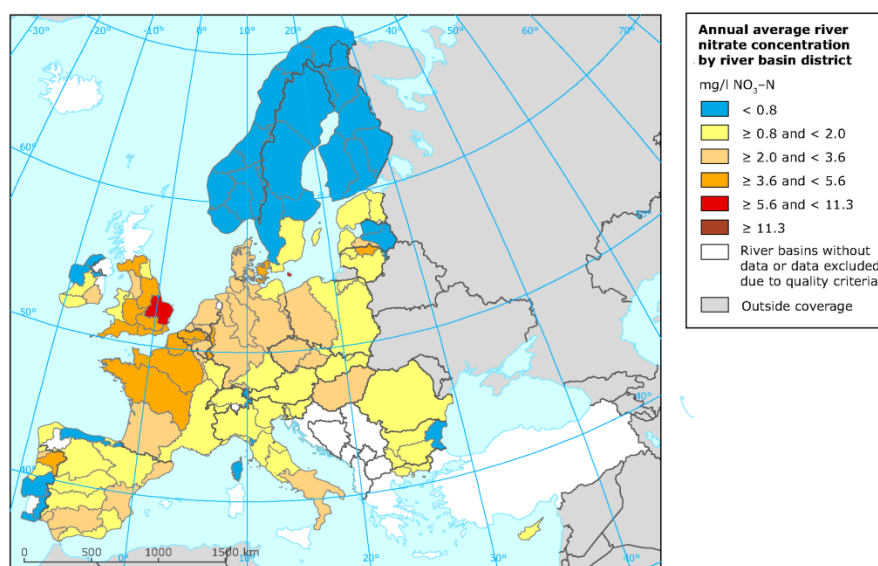 -30° -20° -10° 0° 10° 20° 30° 40° 50° 60° 70°
60°
50°
50°
40°
40°
0 500 1000 1500 km
0° 10° 20° 30° 40°
Annual average river
nitrate concentration
by river basin district
mg/l NO₃–N
< 0.8
≥ 0.8 and < 2.0
≥ 2.0 and < 3.6
≥ 3.6 and < 5.6
≥ 5.6 and < 11.3
≥ 11.3
River basins without
data or data excluded
due to quality criteria
Outside coverage